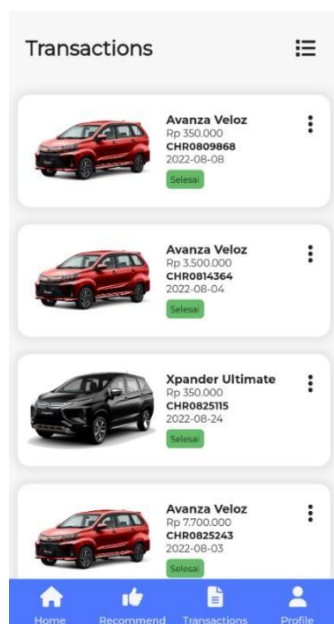 Transactions
Avanza Veloz
Rp 350.000
CHR0809868
2022-08-08
Selesai
Avanza Veloz
Rp 3.500.000
CHR0814364
2022-08-04
Selesai
Xpander Ultimate
Rp 350.000
CHR0825115
2022-08-24
Selesai
Avanza Veloz
Rp 7.700.000
CHR0825243
2022-08-03
Selesai
Home Recommend Transactions Profile